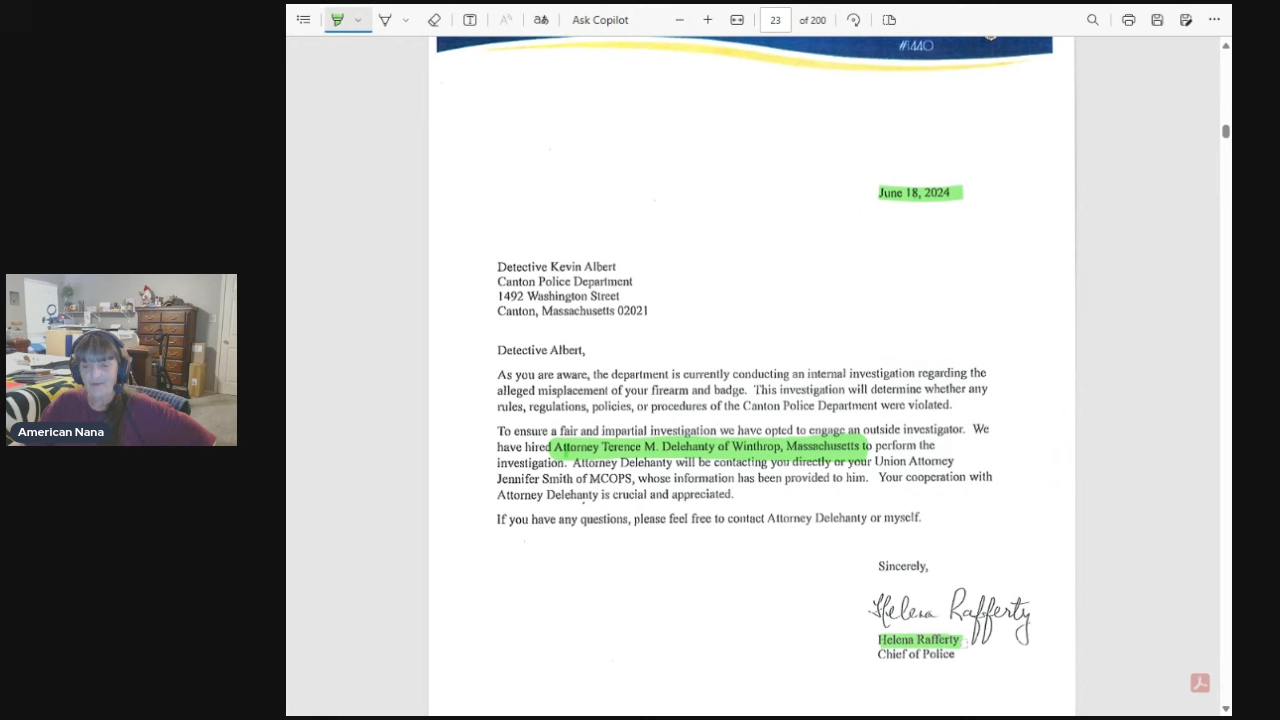 Ask Copilot
23 of 200
#IMO
June 18, 2024
Detective Kevin Albert
Canton Police Department
1492 Washington Street
Canton, Massachusetts 02021
Detective Albert,
As you are aware, the department is currently conducting an internal investigation regarding the
alleged misplacement of your firearm and badge. This investigation will determine whether any
rules, regulations, policies, or procedures of the Canton Police Department were violated.
To ensure a fair and impartial investigation we have opted to engage an outside investigator. We
have hired Attorney Terence M. Delehanty of Winthrop, Massachusetts to perform the
investigation. Attorney Delehanty will be contacting you directly or your Union Attorney
Jennifer Smith of MCOPS, whose information has been provided to him. Your cooperation with
Attorney Delehanty is crucial and appreciated.
If you have any questions, please feel free to contact Attorney Delehanty or myself.
Sincerely,
Helena Rafferty
Helena Rafferty
Chief of Police
American Nana